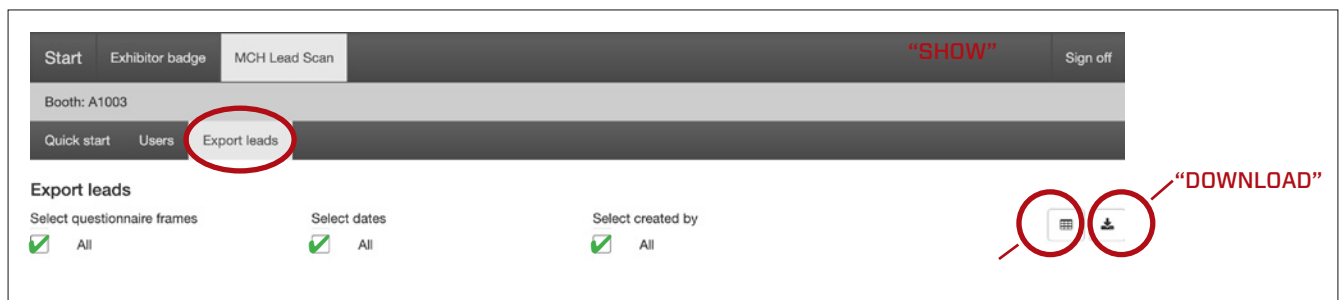 Start Exhibitor badge MCH Lead Scan “SHOW” Sign off
Booth: A1003
Quick start Users Export leads
Export leads
“DOWNLOAD”
Select questionnaire frames Select dates Select created by
All All All